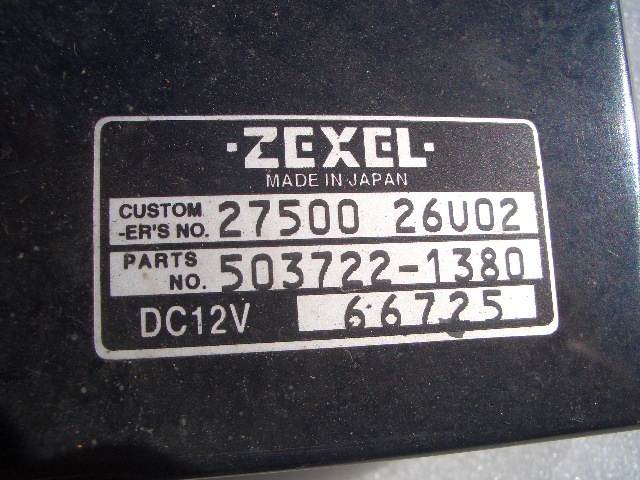 ·ZEXEL·
MADE IN JAPAN
CUSTOM
-ER'S NO. 27500 26U02
PARTS
NO. 503722-1380
DC12V 66725